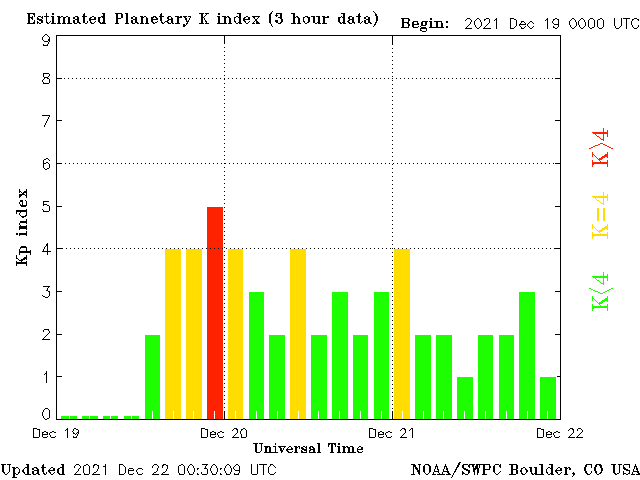 Estimated Planetary K index (3 hour data) Begin: 2021 Dec 19 0000 UTC
9
8
7
6
5
4
3
2
1
0
Kp index
K>4
K=4
K<4
Dec 19 Dec 20 Dec 21 Dec 22
Universal Time
Updated 2021 Dec 22 00:30:09 UTC NOAA/SWPC Boulder, CO USA